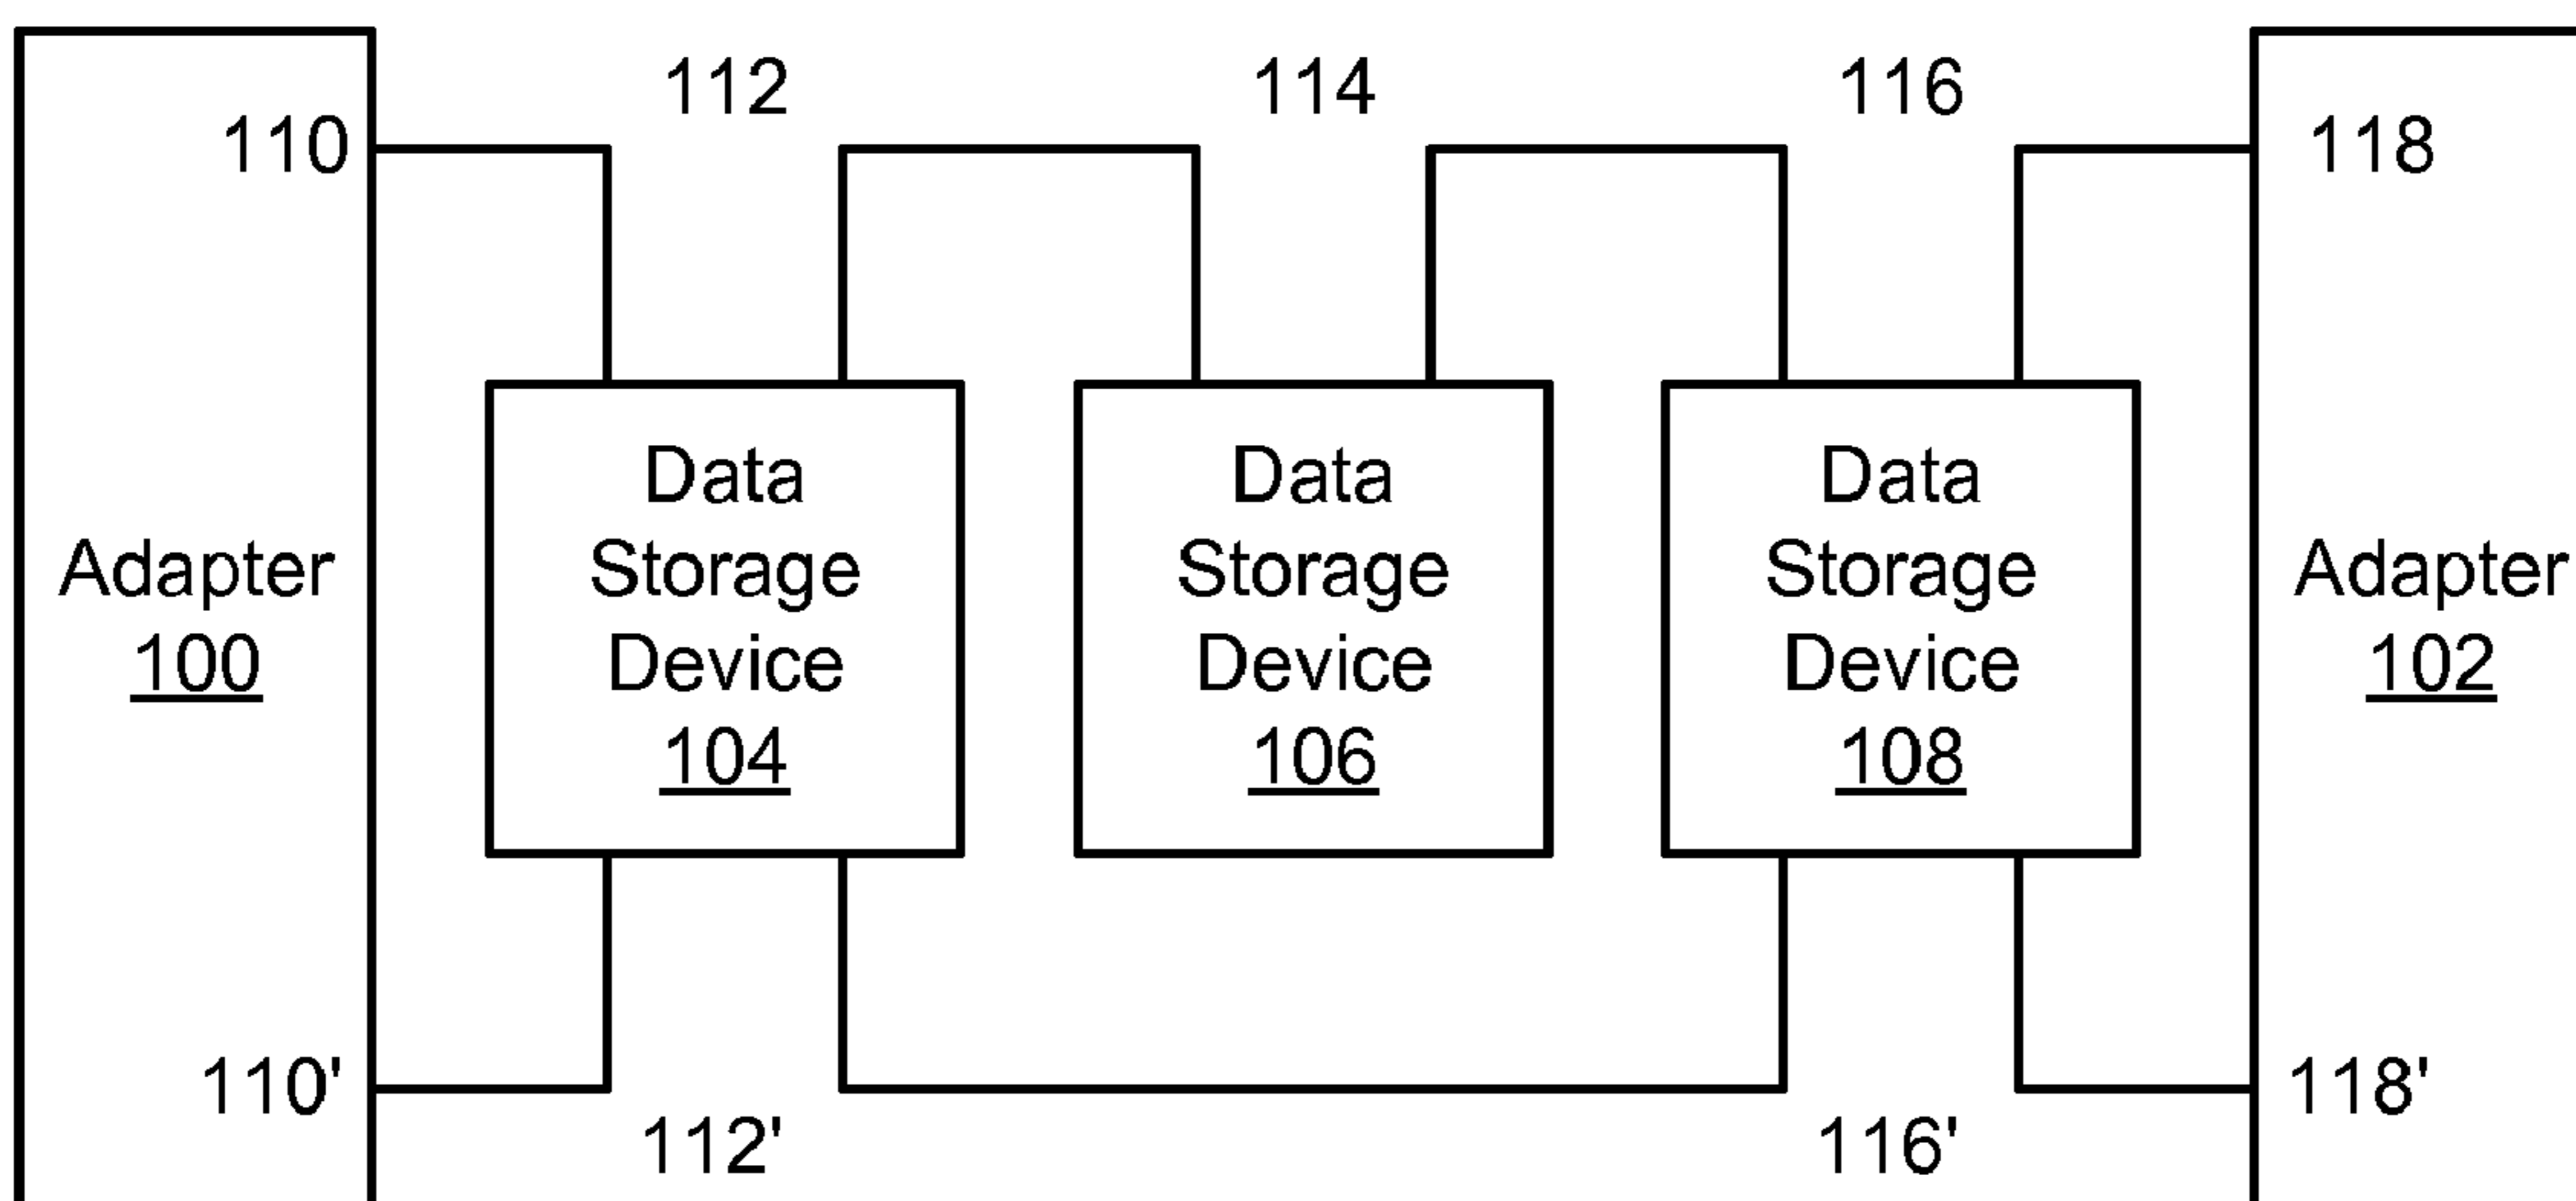 112
114
116
110
118
Data
Storage
Device
104
Data
Storage
Device
106
Data
Storage
Device
108
Adapter
100
Adapter
102
110'
118'
112'
116'